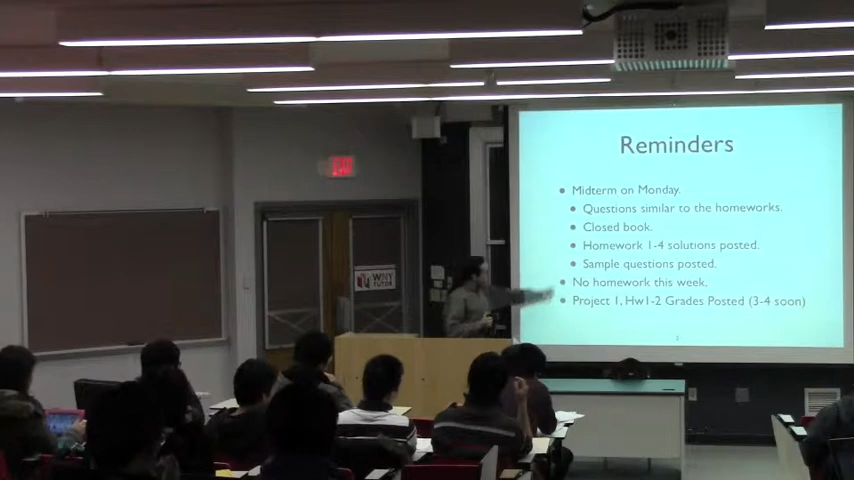 Reminders
• Midterm on Monday.
• Questions similar to the homeworks.
• Closed book.
• Homework 1-4 solutions posted.
• Sample questions posted.
• No homework this week.
• Project 1, Hw1-2 Grades Posted (3-4 soon)
2
EXIT
WNY
TUTOR